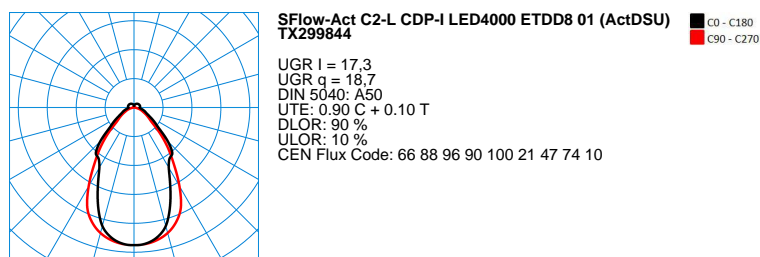 SFlow-Act C2-L CDP-I LED4000 ETDD8 01 (ActDSU)
TX299844
UGR l = 17,3
UGR q = 18,7
DIN 5040: A50
UTE: 0.90 C + 0.10 T
DLOR: 90 %
ULOR: 10 %
CEN Flux Code: 66 88 96 90 100 21 47 74 10
C0 - C180
C90 - C270